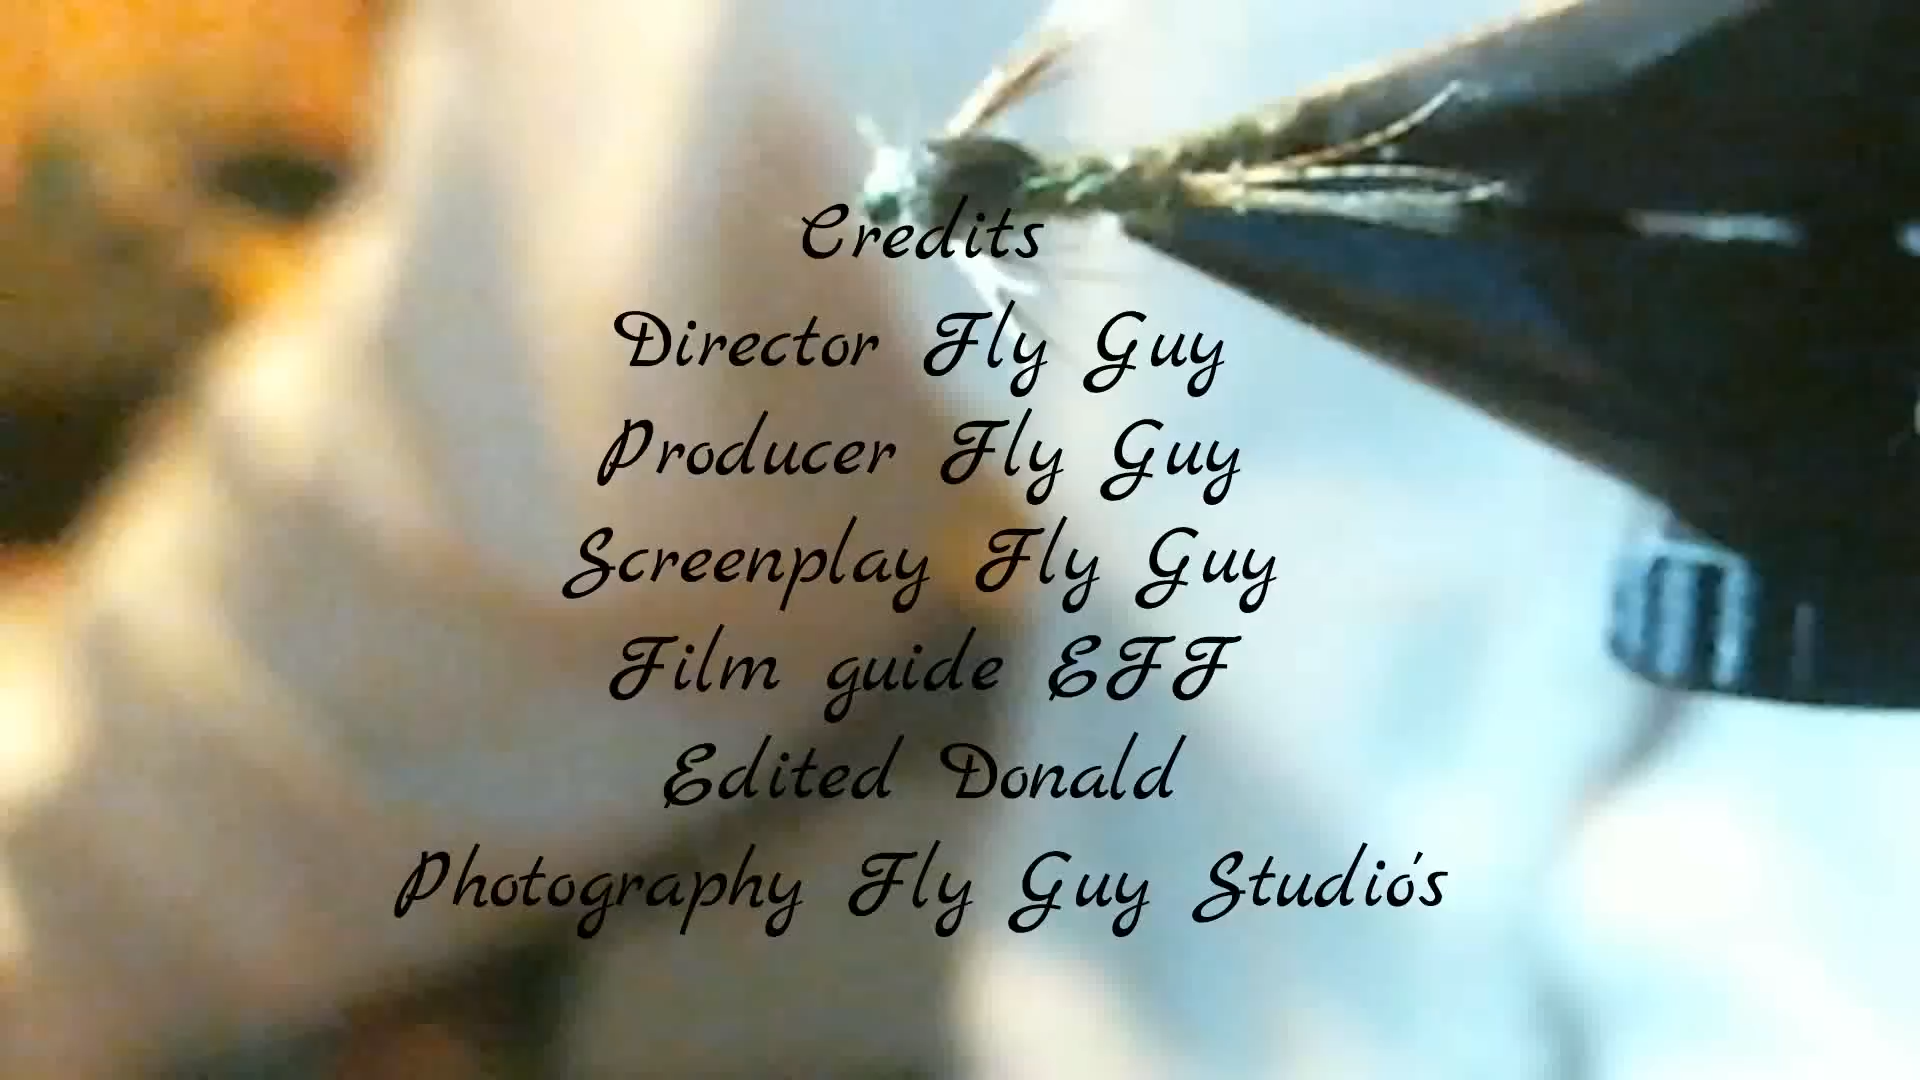 Credits
Director Fly Guy
Producer Fly Guy
Screenplay Fly Guy
Film guide EFF
Edited Donald
Photography Fly Guy Studio's